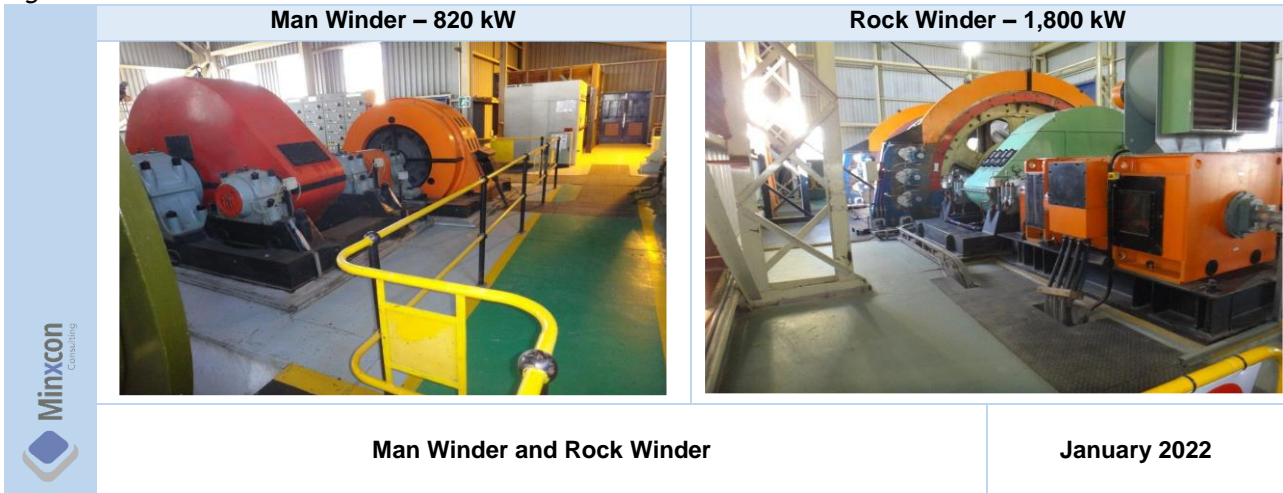 Man Winder – 820 kW
Rock Winder – 1,800 kW
Minxcon
Consulting
Man Winder and Rock Winder
January 2022